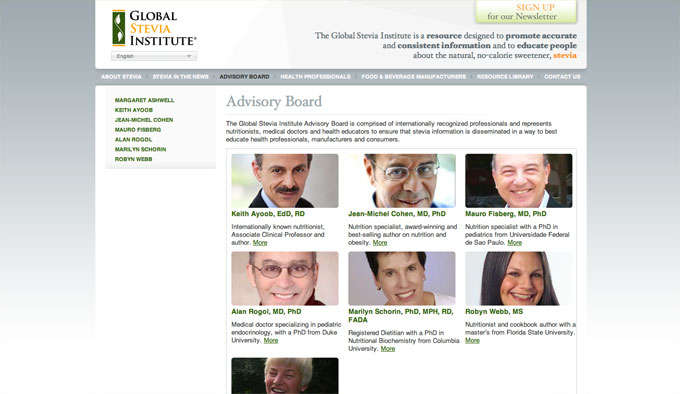 GLOBAL
STEVIA
INSTITUTE®
English
SIGN UP
for our Newsletter
The Global Stevia Institute is a resource designed to promote accurate
and consistent information and to educate people
about the natural, no-calorie sweetener, stevia
ABOUT STEVIA | STEVIA IN THE NEWS | ADVISORY BOARD | HEALTH PROFESSIONALS | FOOD & BEVERAGE MANUFACTURERS | RESOURCE LIBRARY | CONTACT US
MARGARET ASHWELL
KEITH AYOOB
JEAN-MICHEL COHEN
MAURO FISBERG
ALAN ROGOL
MARILYN SCHORIN
ROBYN WEBB
Advisory Board
The Global Stevia Institute Advisory Board is comprised of internationally recognized professionals and represents
nutritionists, medical doctors and health educators to ensure that stevia information is disseminated in a way to best
educate health professionals, manufacturers and consumers.
Keith Ayoob, EdD, RD
Internationally known nutritionist,
Associate Clinical Professor and
author. More
Jean-Michel Cohen, MD, PhD
Nutrition specialist, award-winning and
best-selling author on nutrition and
obesity. More
Mauro Fisberg, MD, PhD
Nutrition specialist with a PhD in
pediatrics from Universidade Federal
de Sao Paulo. More
Alan Rogol, MD, PhD
Medical doctor specializing in pediatric
endocrinology, with a PhD from Duke
University. More
Marilyn Schorin, PhD, MPH, RD,
FADA
Registered Dietitian with a PhD in
Nutritional Biochemistry from Columbia
University. More
Robyn Webb, MS
Nutritionist and cookbook author with a
master's from Florida State University.
More